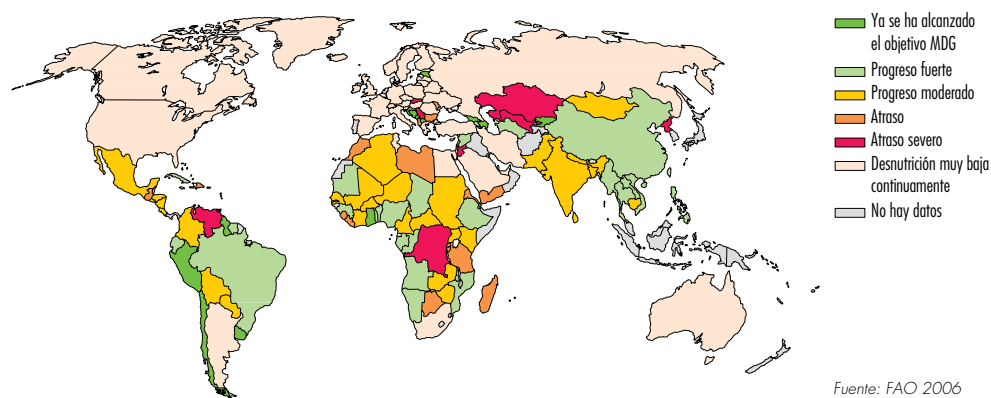 Ya se ha alcanzado
el objetivo MDG
Progreso fuerte
Progreso moderado
Atraso
Atraso severo
Desnutrición muy baja
continuamente
No hay datos
Fuente: FAO 2006